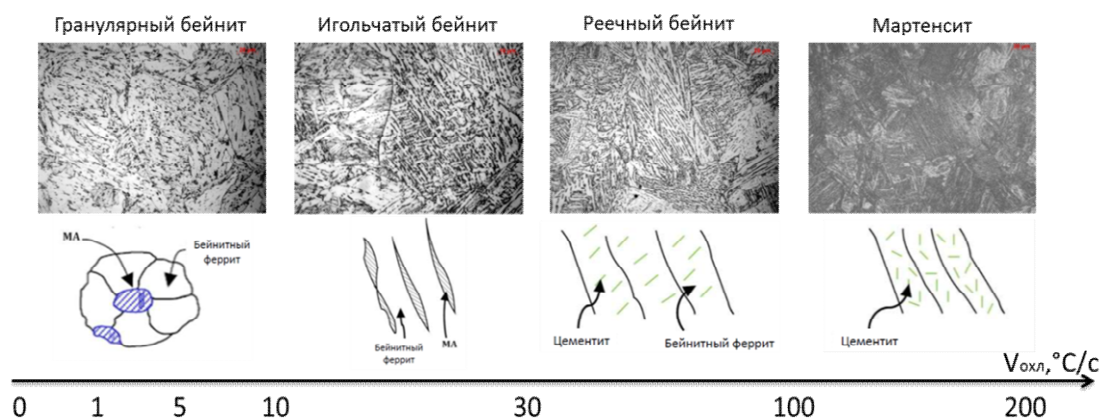 Гранулярный бейнит
Игольчатый бейнит
Реечный бейнит
Мартенсит
МА
Бейнитный
феррит
Бейнитный
феррит
МА
Цементит
Бейнитный феррит
Цементит
Vохл,°C/с
0 1 5 10 30 100 200